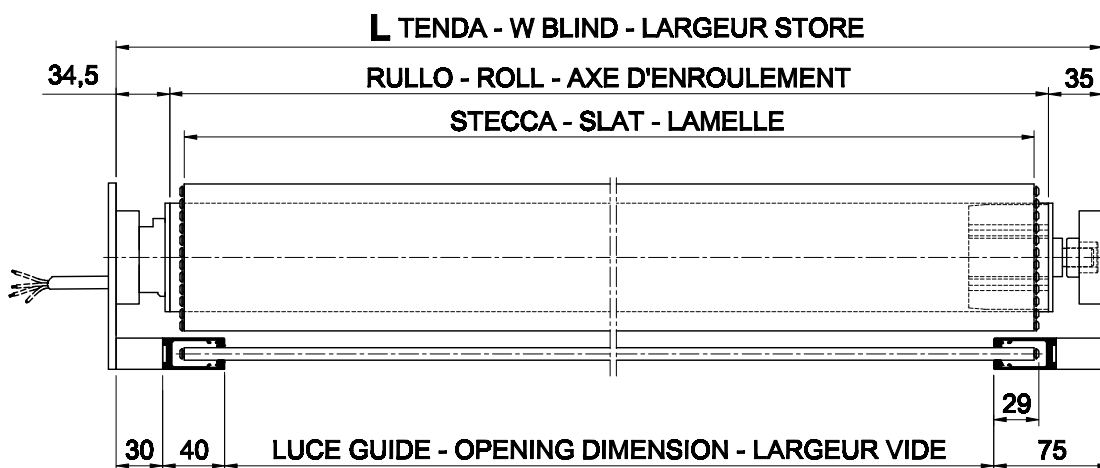 L TENDA - W BLIND - LARGEUR STORE
34,5
RULLO - ROLL - AXE D'ENROULEMENT
35
STECCA - SLAT - LAMELLE
29
30
40
LUCE GUIDE - OPENING DIMENSION - LARGEUR VIDE
75